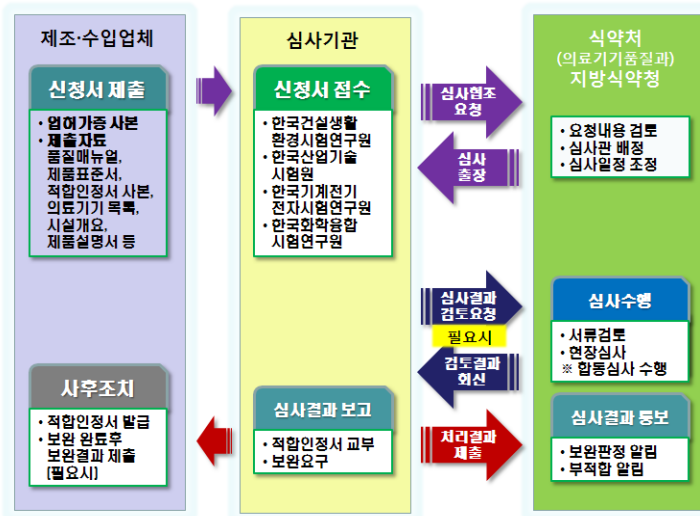 제조·수입업체
신청서 제출
• 업허가증 사본
• 제출자료
품질매뉴얼,
제품표준서,
적합인정서 사본,
의료기기 목록,
시설개요,
제품설명서 등
사후조치
• 적합인정서 발급
• 보완 완료후
보완결과 제출
(필요시)
심사기관
신청서 접수
• 한국건설생활
환경시험연구원
• 한국산업기술
시험원
• 한국기계전기
전자시험연구원
• 한국화학융합
시험연구원
심사결과 보고
• 적합인정서 교부
• 보완요구
심사협조
요청
심사
출장
심사결과
검토요청
필요시
검토결과
회신
처리결과
제출
식약처
(의료기기품질과)
지방식약청
• 요청내용 검토
• 심사관 배정
• 심사일정 조정
심사수행
• 서류검토
• 현장심사
※ 합동심사 수행
심사결과 통보
• 보완판정 알림
• 부적합 알림